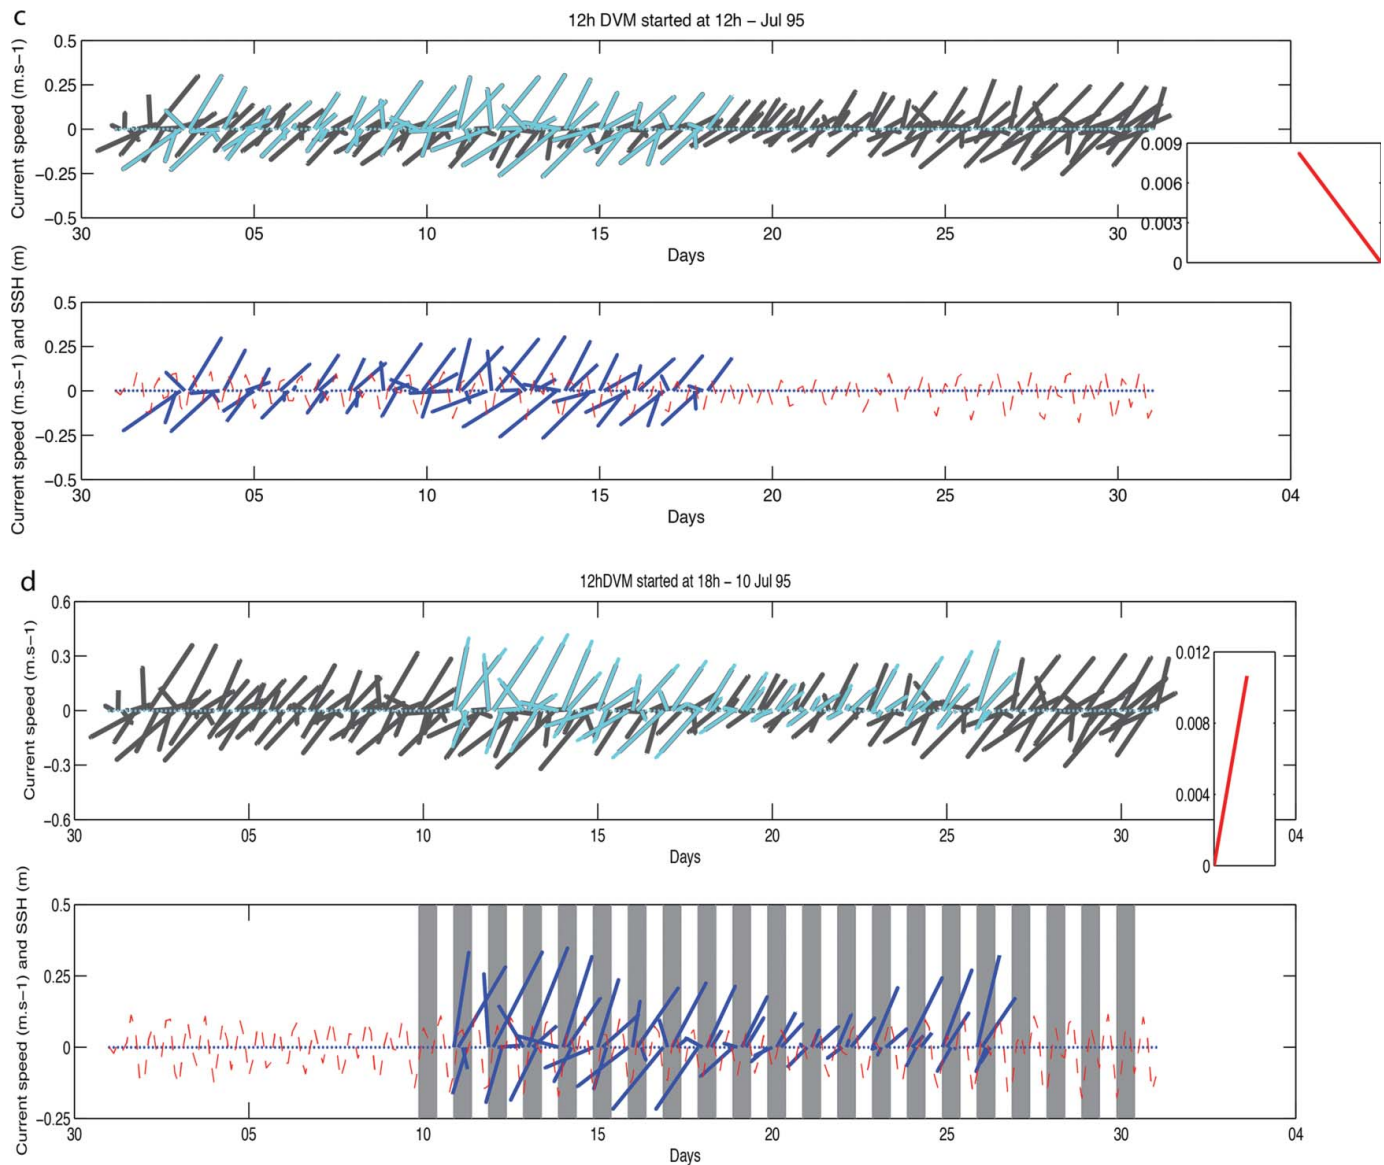 c
12h DVM started at 12h – Jul 95
Current speed (m.s−1)
0.5
0.25
0
−0.25
−0.5
30 05 10 15 20 25 30
Days
0.009
0.006
0.003
0
Current speed (m.s−1) and SSH (m)
0.5
0.25
0
−0.25
−0.5
30 05 10 15 20 25 30 04
Days
d
12hDVM started at 18h – 10 Jul 95
Current speed (m.s−1)
0.6
0.3
0
−0.3
−0.6
30 05 10 15 20 25 30 04
Days
0.012
0.008
0.004
0
Current speed (m.s−1) and SSH (m)
0.5
0.25
0
−0.25
30 05 10 15 20 25 30 04
Days